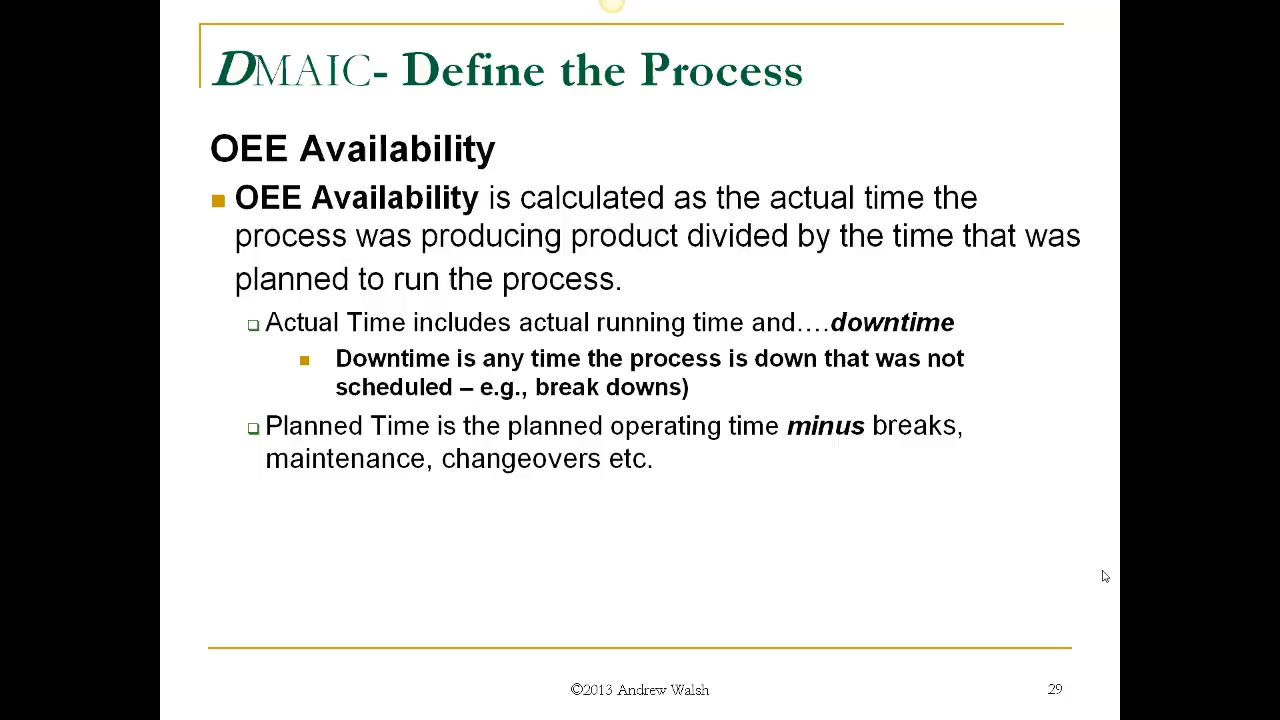 DMAIC- Define the Process
OEE Availability
OEE Availability is calculated as the actual time the
process was producing product divided by the time that was
planned to run the process.
Actual Time includes actual running time and....downtime
Downtime is any time the process is down that was not
scheduled – e.g., break downs)
Planned Time is the planned operating time minus breaks,
maintenance, changeovers etc.
©2013 Andrew Walsh
29